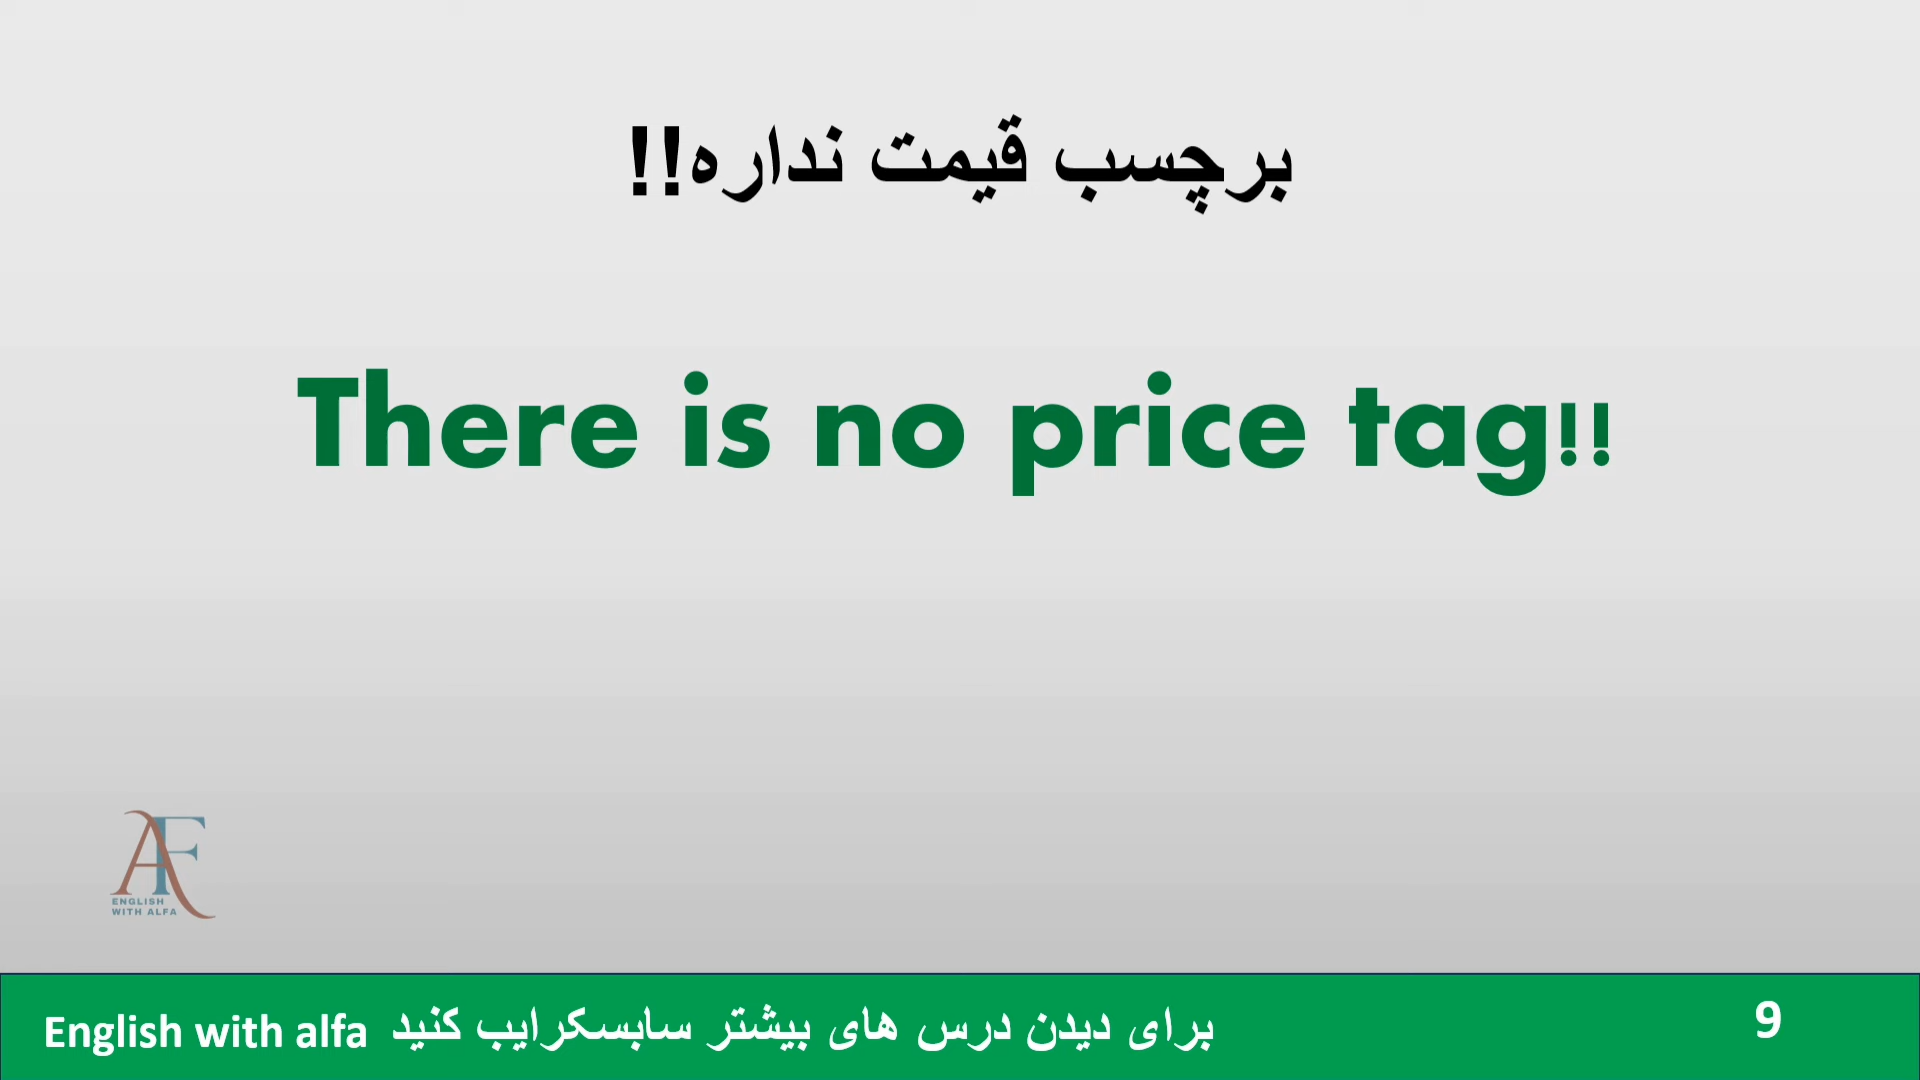 برچسب قیمت نداره!!
There is no price tag!!
AF
ENGLISH
WITH ALFA
English with alfa برای دیدن درس های بیشتر سابسکرایب کنید
9